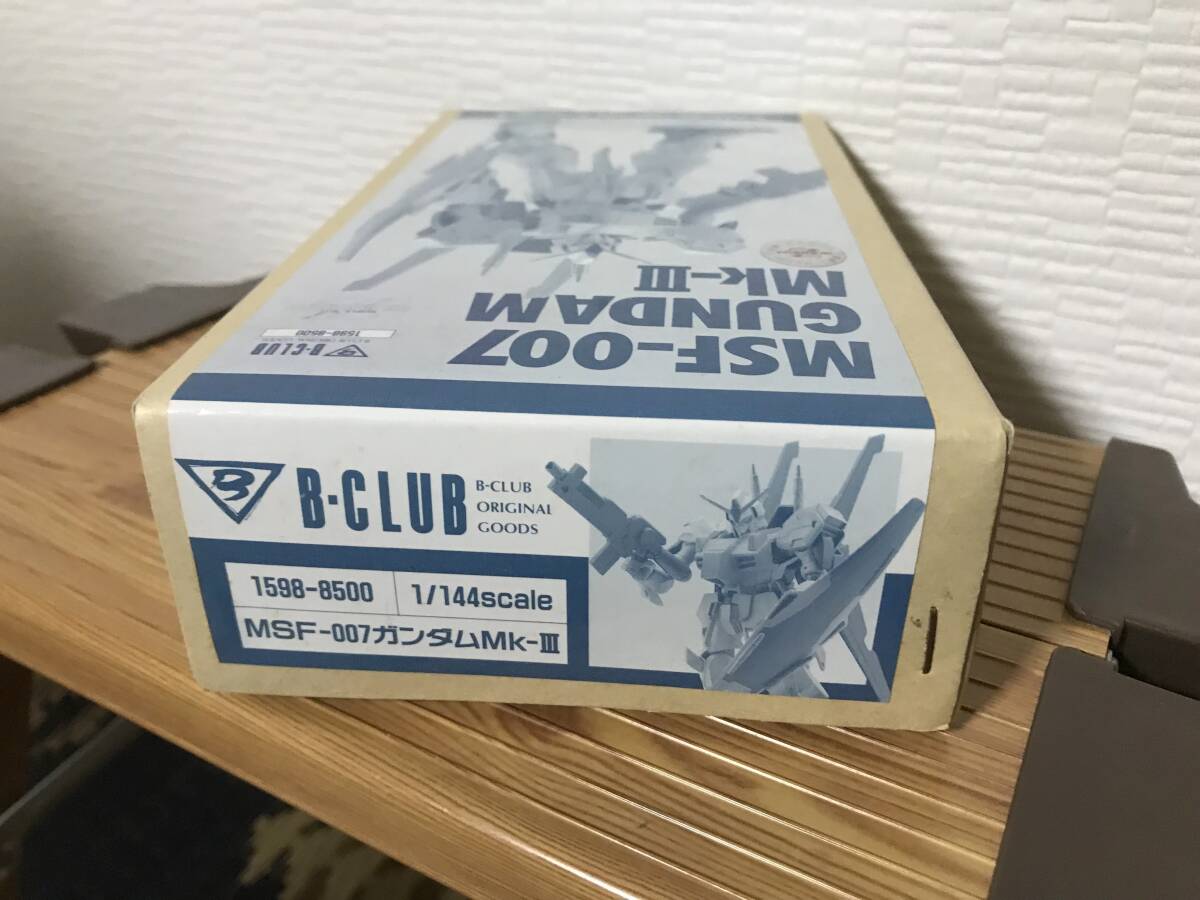 MSF-007
GUNDAM
Mk-III
B-CLUB
1598-8500
B-CLUB
B-CLUB
ORIGINAL
GOODS
1598-8500
1/144scale
MSF-007ガンダムMk-III